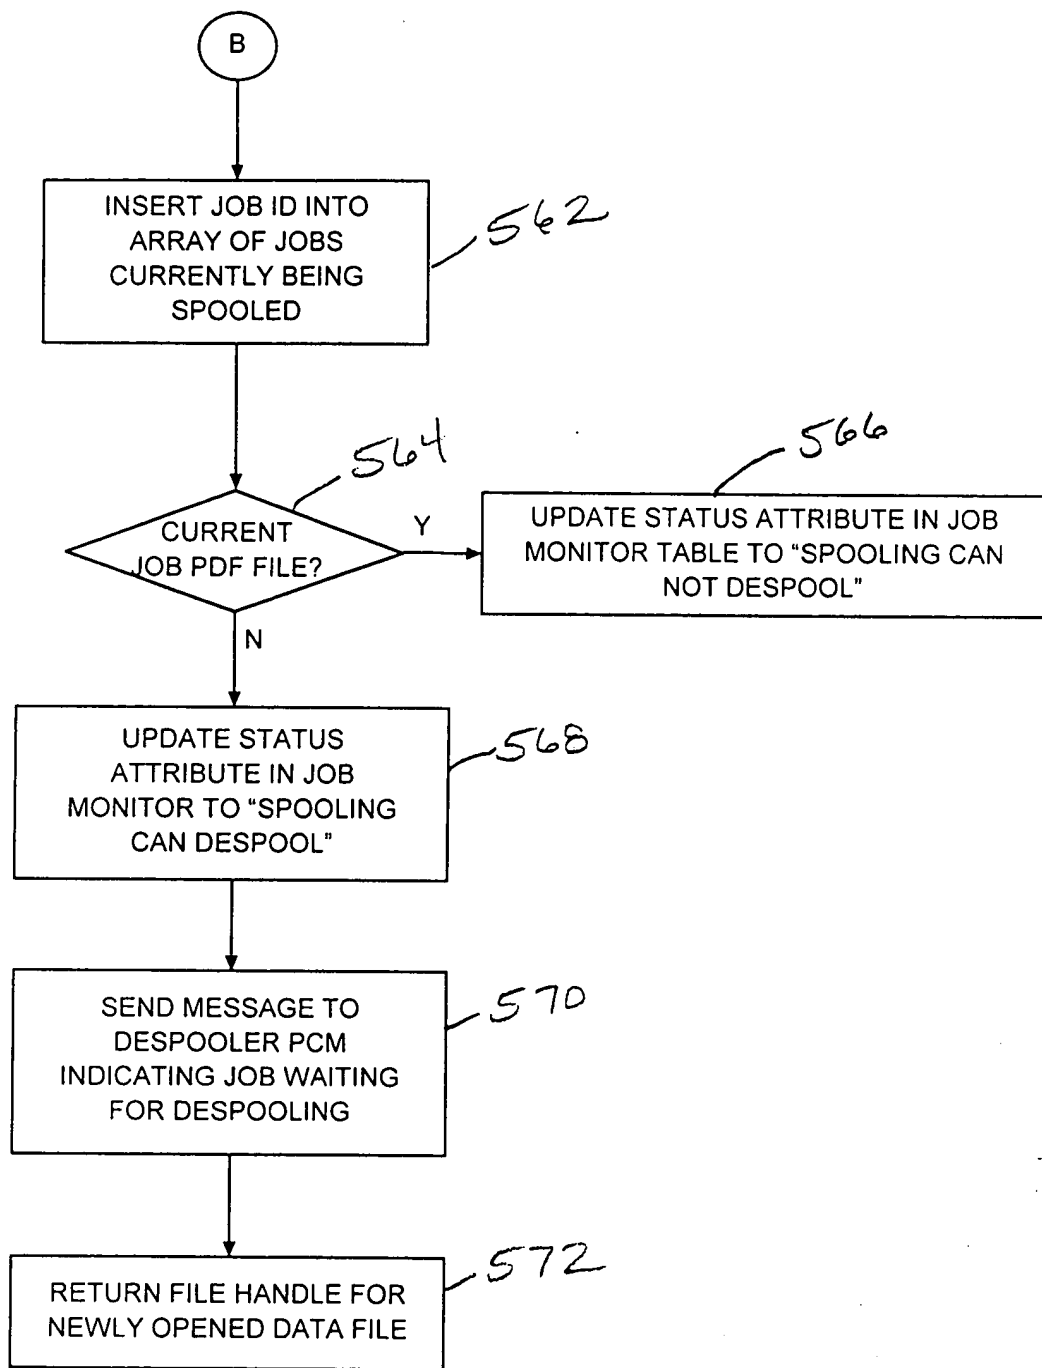 B
INSERT JOB ID INTO
ARRAY OF JOBS
CURRENTLY BEING
SPOOLED
562
564
566
CURRENT
JOB PDF FILE?
Y
UPDATE STATUS ATTRIBUTE IN JOB
MONITOR TABLE TO “SPOOLING CAN
NOT DESPOOL”
N
UPDATE STATUS
ATTRIBUTE IN JOB
MONITOR TO “SPOOLING
CAN DESPOOL”
568
SEND MESSAGE TO
DESPOOLER PCM
INDICATING JOB WAITING
FOR DESPOOLING
570
RETURN FILE HANDLE FOR
NEWLY OPENED DATA FILE
572